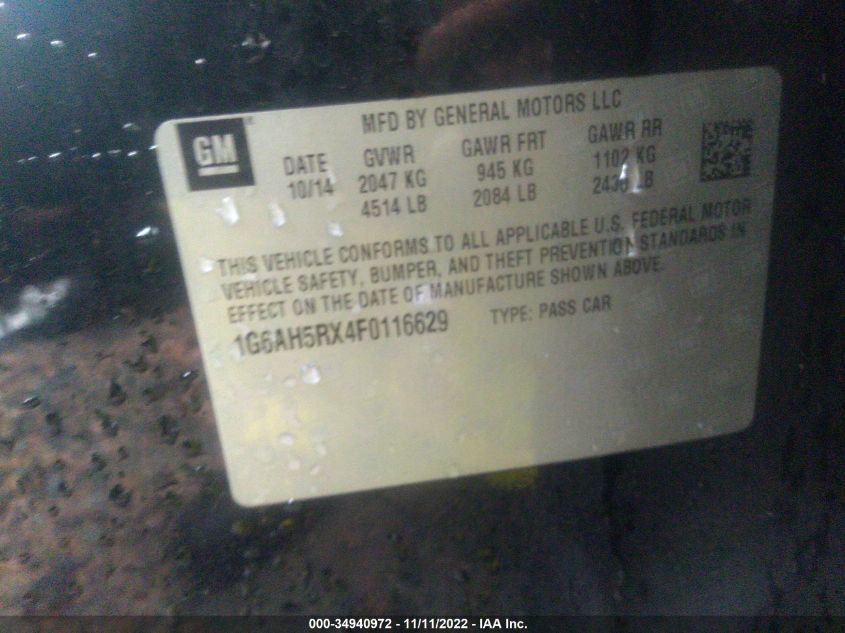 MFD BY GENERAL MOTORS LLC
GM
DATE GVWR GAWR FRT GAWR RR
10/14 2047 KG 945 KG 1102 KG
4514 LB 2084 LB LB
THIS VEHICLE CONFORMS TO ALL APPLICABLE U.S. FEDERAL MOTOR
VEHICLE SAFETY, BUMPER, AND THEFT PREVENTION STANDARDS IN
EFFECT ON THE DATE OF MANUFACTURE SHOWN ABOVE.
1G6AH5RX4F0116629 TYPE: PASS CAR
000-34940972 - 11/11/2022 - IAA Inc.